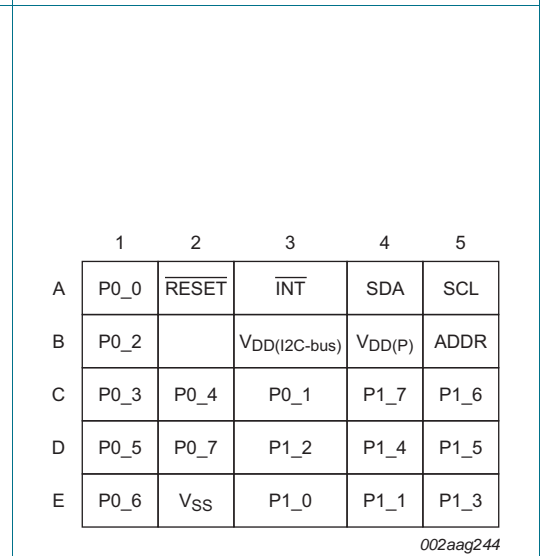 1 2 3 4 5
A P0_0 RESET INT SDA SCL
B P0_2 VDD(I2C-bus) VDD(P) ADDR
C P0_3 P0_4 P0_1 P1_7 P1_6
D P0_5 P0_7 P1_2 P1_4 P1_5
E P0_6 VSS P1_0 P1_1 P1_3
002aag244